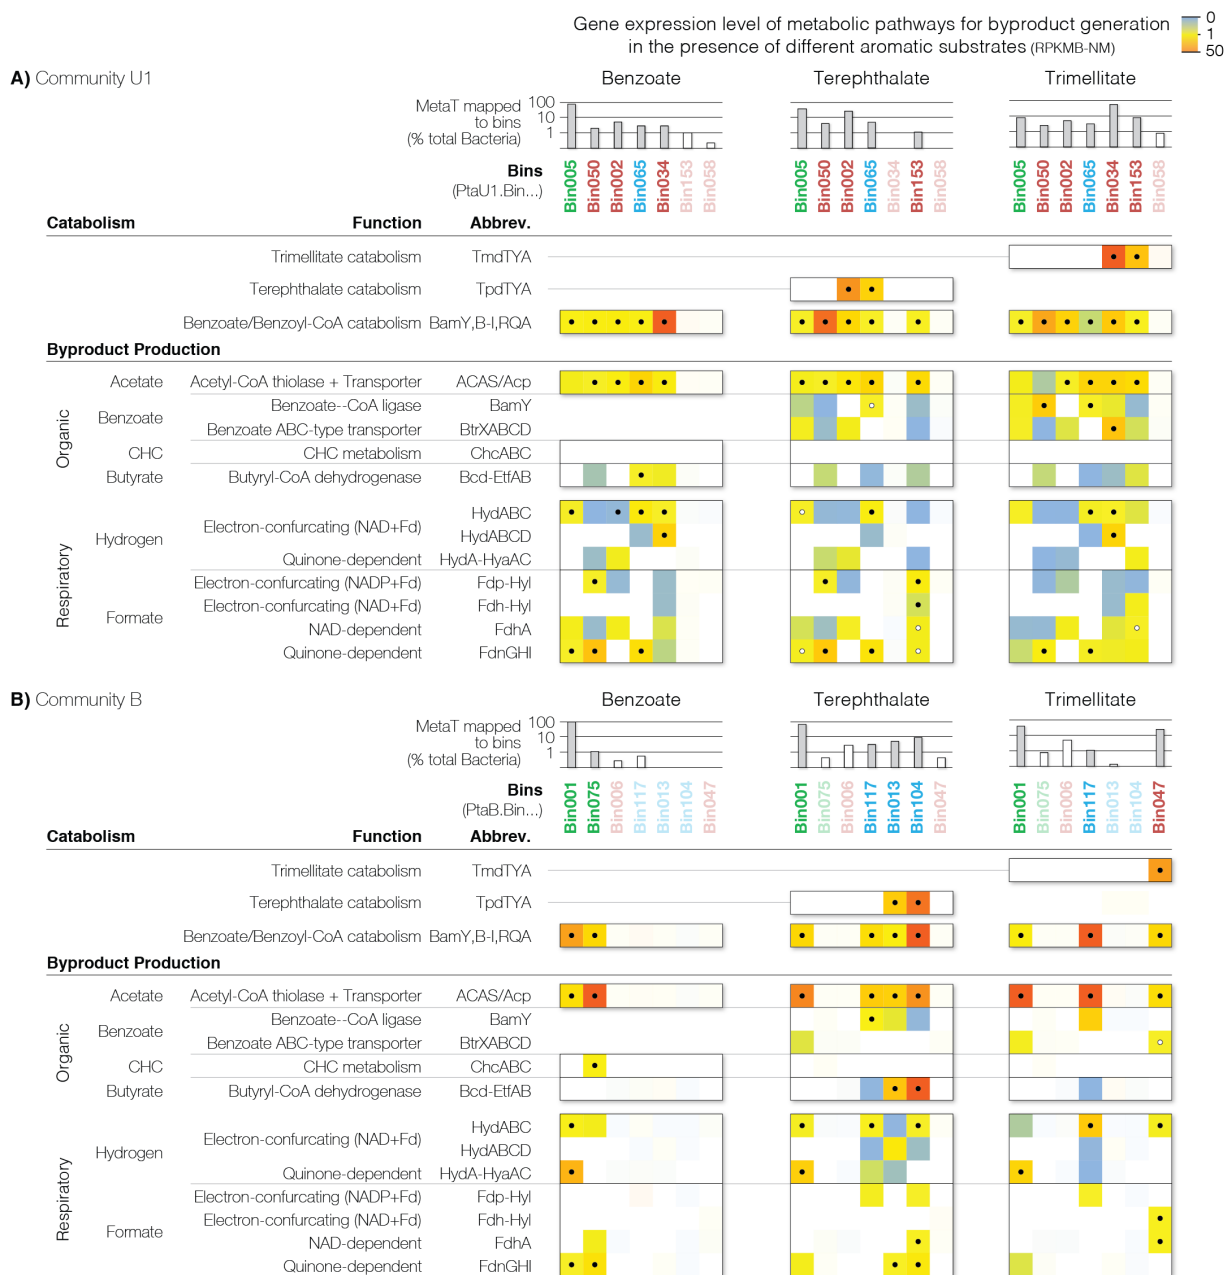 Gene expression level of metabolic pathways for byproduct generation
in the presence of different aromatic substrates (RPKMB-NM)
0
1
50
A) Community U1
Benzoate
Terephthalate
Trimellitate
MetaT mapped
to bins
(% total Bacteria)
100
10
1
Bins
(PtaU1.Bin...)
Bin005
Bin050
Bin002
Bin065
Bin034
Bin153
Bin058
Bin005
Bin050
Bin002
Bin065
Bin034
Bin153
Bin058
Bin005
Bin050
Bin002
Bin065
Bin034
Bin153
Bin058
Catabolism Function Abbrev.
Trimellitate catabolism TmdTYA
Terephthalate catabolism TpdTYA
Benzoate/Benzoyl-CoA catabolism BamY,B-I,RQA
Byproduct Production
Organic
Acetate Acetyl-CoA thiolase + Transporter ACAS/Acp
Benzoate
Benzoate--CoA ligase BamY
Benzoate ABC-type transporter BtrXABCD
CHC CHC metabolism ChcABC
Butyrate Butyryl-CoA dehydrogenase Bcd-EtfAB
Respiratory
Hydrogen
Electron-confurcating (NAD+Fd)
HydABC
HydABCD
Quinone-dependent HydA-HyaAC
Formate
Electron-confurcating (NADP+Fd) Fdp-Hyl
Electron-confurcating (NAD+Fd) Fdh-Hyl
NAD-dependent FdhA
Quinone-dependent FdnGHI
B) Community B
Benzoate
Terephthalate
Trimellitate
MetaT mapped
to bins
(% total Bacteria)
100
10
1
Bins
(PtaB.Bin...)
Bin001
Bin075
Bin006
Bin117
Bin013
Bin104
Bin047
Bin001
Bin075
Bin006
Bin117
Bin013
Bin104
Bin047
Bin001
Bin075
Bin006
Bin117
Bin013
Bin104
Bin047
Catabolism Function Abbrev.
Trimellitate catabolism TmdTYA
Terephthalate catabolism TpdTYA
Benzoate/Benzoyl-CoA catabolism BamY,B-I,RQA
Byproduct Production
Organic
Acetate Acetyl-CoA thiolase + Transporter ACAS/Acp
Benzoate
Benzoate--CoA ligase BamY
Benzoate ABC-type transporter BtrXABCD
CHC CHC metabolism ChcABC
Butyrate Butyryl-CoA dehydrogenase Bcd-EtfAB
Respiratory
Hydrogen
Electron-confurcating (NAD+Fd)
HydABC
HydABCD
Quinone-dependent HydA-HyaAC
Formate
Electron-confurcating (NADP+Fd) Fdp-Hyl
Electron-confurcating (NAD+Fd) Fdh-Hyl
NAD-dependent FdhA
Quinone-dependent FdnGHI